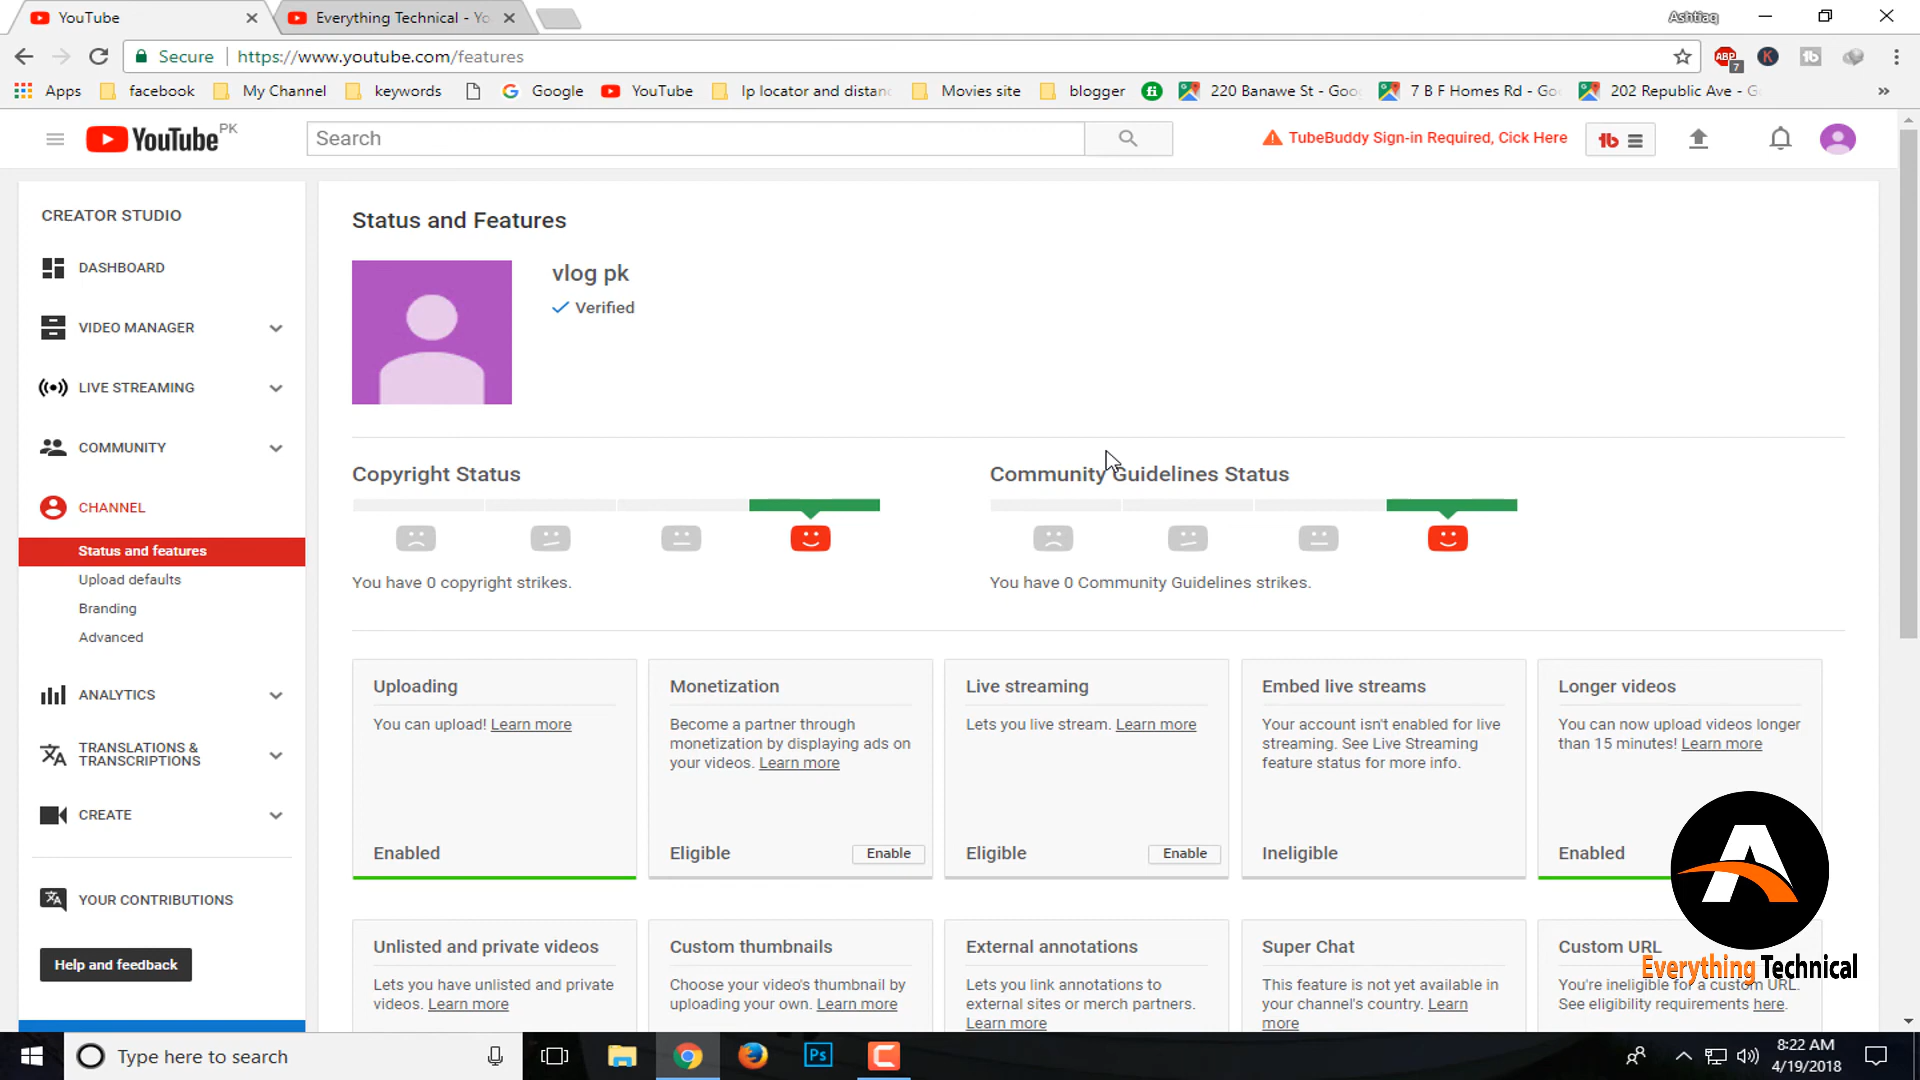 YouTube
Everything Technical - Yo
Ashtiaq
Secure
https://www.youtube.com/features
ABP
7
K
Apps
facebook
My Channel
keywords
Google
YouTube
Ip locator and distanc
Movies site
blogger
220 Banawe St - Goo
7 B F Homes Rd - Go
202 Republic Ave - G
YouTube PK
Search
TubeBuddy Sign-in Required, Cick Here
CREATOR STUDIO
DASHBOARD
VIDEO MANAGER
LIVE STREAMING
COMMUNITY
CHANNEL
Status and features
Upload defaults
Branding
Advanced
ANALYTICS
TRANSLATIONS &
TRANSCRIPTIONS
CREATE
YOUR CONTRIBUTIONS
Help and feedback
Status and Features
vlog pk
Verified
Copyright Status
You have 0 copyright strikes.
Community Guidelines Status
You have 0 Community Guidelines strikes.
Uploading
You can upload! Learn more
Enabled
Monetization
Become a partner through
monetization by displaying ads on
your videos. Learn more
Eligible
Enable
Live streaming
Lets you live stream. Learn more
Eligible
Enable
Embed live streams
Your account isn't enabled for live
streaming. See Live Streaming
feature status for more info.
Ineligible
Longer videos
You can now upload videos longer
than 15 minutes! Learn more
Enabled
Unlisted and private videos
Lets you have unlisted and private
videos. Learn more
Custom thumbnails
Choose your video's thumbnail by
uploading your own. Learn more
External annotations
Lets you link annotations to
external sites or merch partners.
Learn more
Super Chat
This feature is not yet available in
your channel's country. Learn
more
Custom URL
You're ineligible for a custom URL.
See eligibility requirements here.
Everything Technical
Type here to search
Ps
8:22 AM
4/19/2018